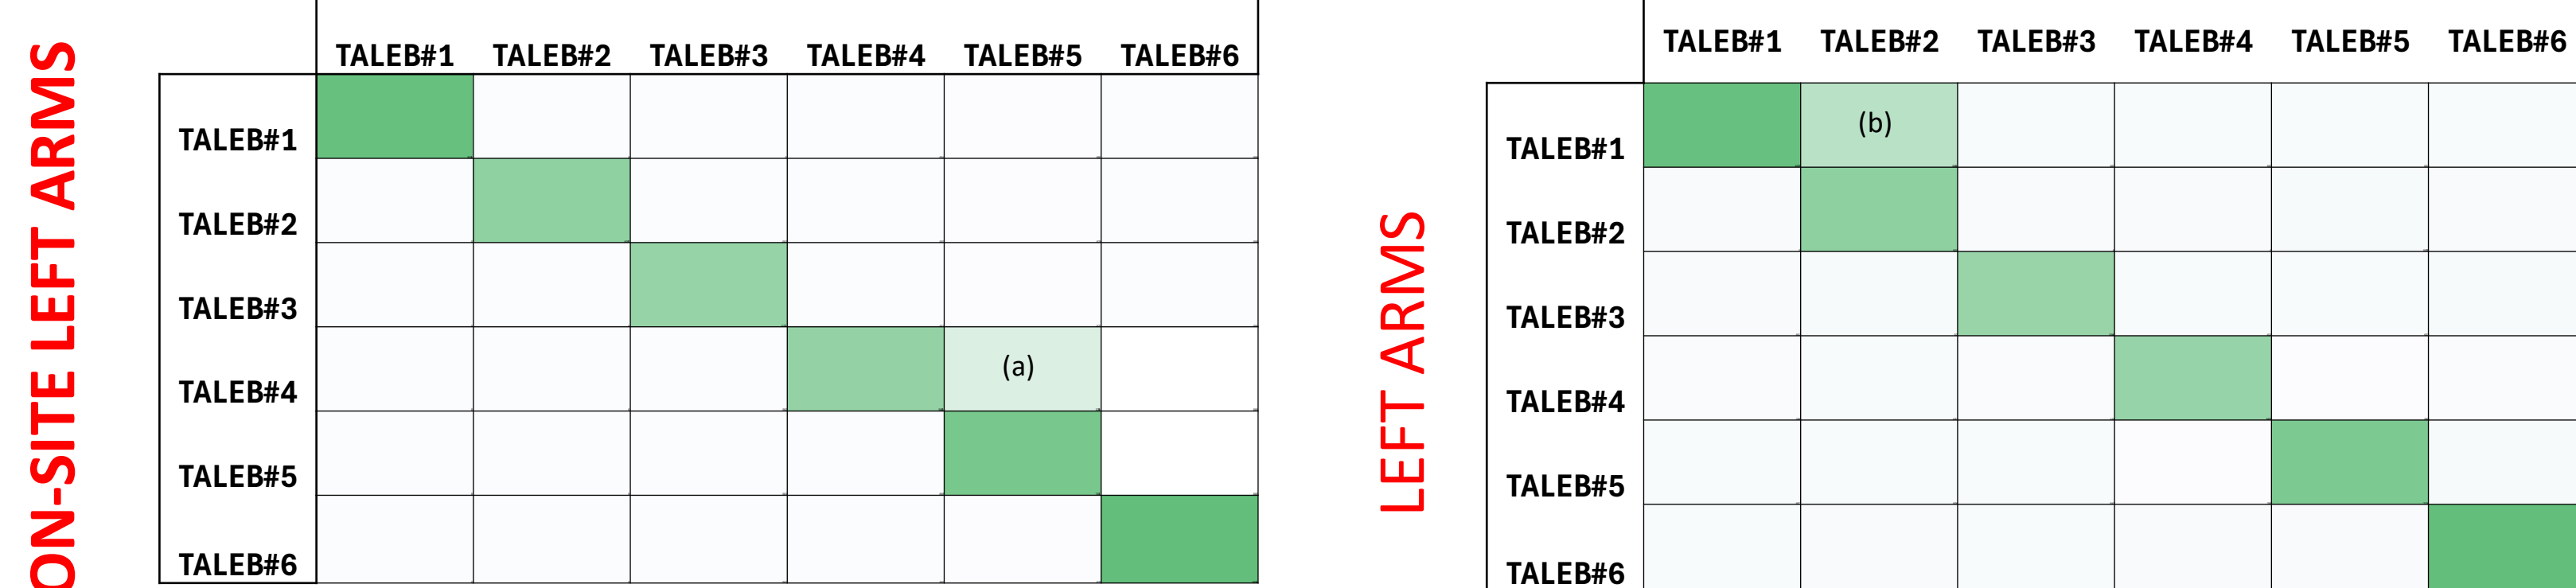 ON-SITE LEFT ARMS
TALEB#1 TALEB#2 TALEB#3 TALEB#4 TALEB#5 TALEB#6
TALEB#1
TALEB#2
TALEB#3
TALEB#4 (a)
TALEB#5
TALEB#6
LEFT ARMS
TALEB#1 TALEB#2 TALEB#3 TALEB#4 TALEB#5 TALEB#6
TALEB#1 (b)
TALEB#2
TALEB#3
TALEB#4
TALEB#5
TALEB#6